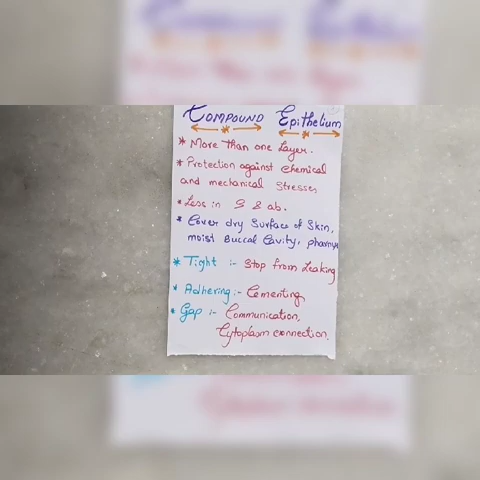 Compound Epithelium
* More than one Layer.
* Protection against Chemical
and mechanical Stresses
* Less in S & ab.
* Cover dry Surface of Skin,
moist Buccal Cavity, pharynx
* Tight :- Stop from Leaking
* Adhering :- Cementing
* Gap :- Communication,
Cytoplasm connection.